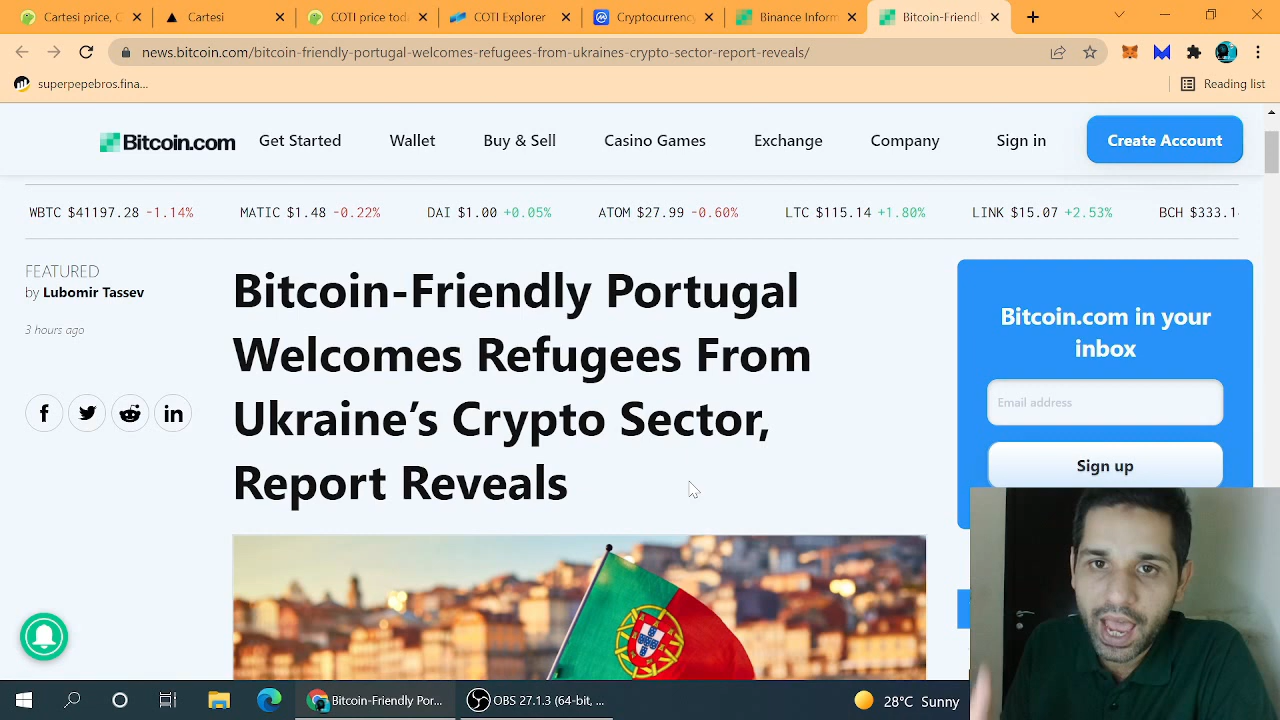 Cartesi price, C
Cartesi
COTI price tod
COTI Explorer
Cryptocurrency
Binance Inform
Bitcoin-Friendl
news.bitcoin.com/bitcoin-friendly-portugal-welcomes-refugees-from-ukraines-crypto-sector-report-reveals/
superpepebros.fina...
Reading list
Bitcoin.com
Get Started
Wallet
Buy & Sell
Casino Games
Exchange
Company
Sign in
Create Account
WBTC $41197.28 -1.14%
MATIC $1.48 -0.22%
DAI $1.00 +0.05%
ATOM $27.99 -0.60%
LTC $115.14 +1.80%
LINK $15.07 +2.53%
BCH $333.1
FEATURED
by Lubomir Tassev
3 hours ago
Bitcoin-Friendly Portugal
Welcomes Refugees From
Ukraine’s Crypto Sector,
Report Reveals
Bitcoin.com in your
inbox
Email address
Sign up
Bitcoin-Friendly Por...
OBS 27.1.3 (64-bit, ...
28°C Sunny